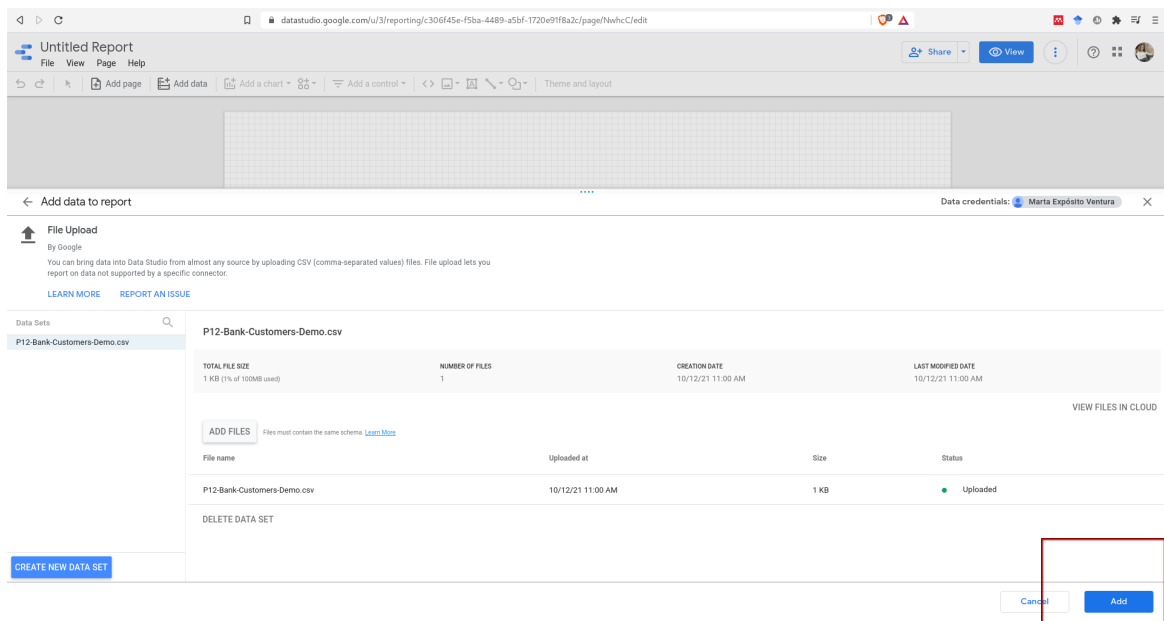 datastudio.google.com/u/3/reporting/c306f45e-f5ba-4489-a5bf-1720e91f8a2c/page/NwhcC/edit
Untitled Report
File View Page Help
Share
View
Add page
Add data
Add a chart
Add a control
Theme and layout
Add data to report
Data credentials: Marta Expósito Ventura
File Upload
By Google
You can bring data into Data Studio from almost any source by uploading CSV (comma-separated values) files. File upload lets you
report on data not supported by a specific connector.
LEARN MORE REPORT AN ISSUE
Data Sets
P12-Bank-Customers-Demo.csv
P12-Bank-Customers-Demo.csv
TOTAL FILE SIZE NUMBER OF FILES CREATION DATE LAST MODIFIED DATE
1 KB (1% of 100MB used) 1 10/12/21 11:00 AM 10/12/21 11:00 AM
VIEW FILES IN CLOUD
ADD FILES Files must contain the same schema. Learn More
File name Uploaded at Size Status
P12-Bank-Customers-Demo.csv 10/12/21 11:00 AM 1 KB Uploaded
DELETE DATA SET
CREATE NEW DATA SET
Cancel Add